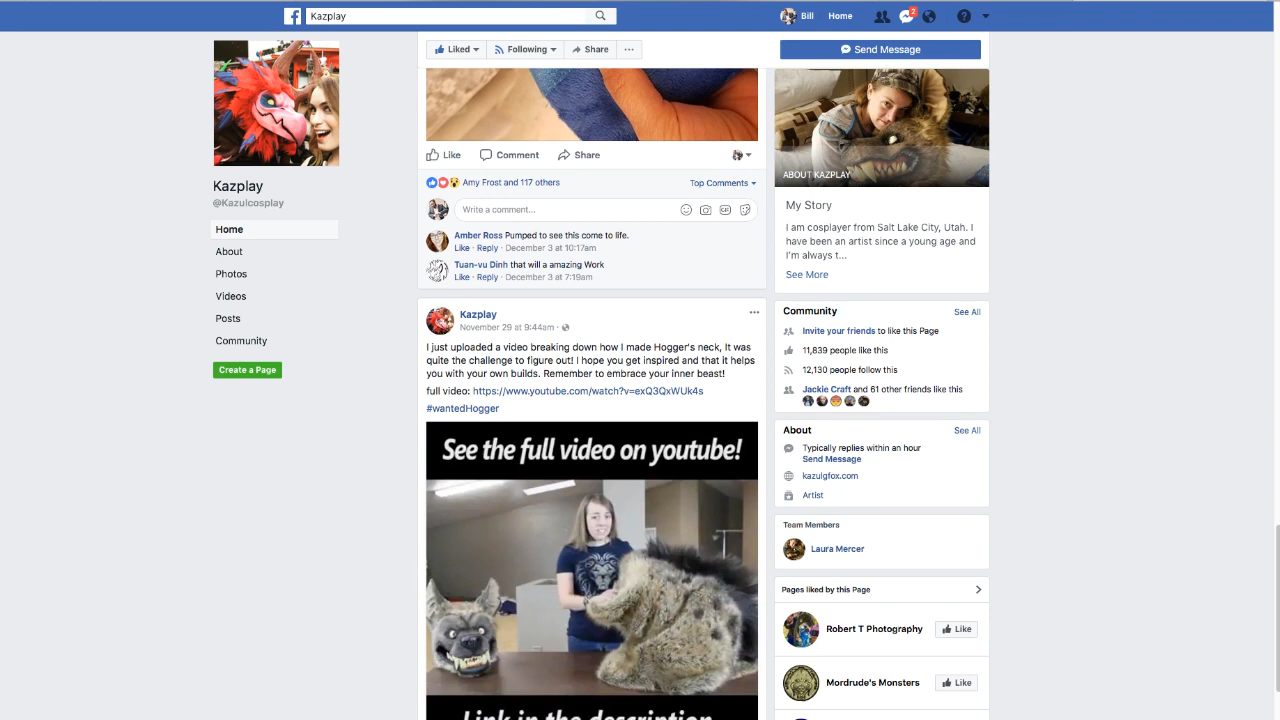 Kazplay
Bill
Home
2
Liked
Following
Share
Send Message
Kazplay
@Kazulcosplay
Home
About
Photos
Videos
Posts
Community
Create a Page
Like
Comment
Share
Amy Frost and 117 others
Top Comments
Write a comment...
GIF
Amber Ross Pumped to see this come to life.
Like · Reply · December 3 at 10:17am
Tuan-vu Dinh that will a amazing Work
Like · Reply · December 3 at 7:19am
Kazplay
November 29 at 9:44am ·
I just uploaded a video breaking down how I made Hogger's neck, It was
quite the challenge to figure out! I hope you get inspired and that it helps
you with your own builds. Remember to embrace your inner beast!
full video: https://www.youtube.com/watch?v=exQ3QxWUk4s
#wantedHogger
See the full video on youtube!
Link in the description
ABOUT KAZPLAY
My Story
I am cosplayer from Salt Lake City, Utah. I
have been an artist since a young age and
I'm always t...
See More
Community
See All
Invite your friends to like this Page
11,839 people like this
12,130 people follow this
Jackie Craft and 61 other friends like this
About
See All
Typically replies within an hour
Send Message
kazulgfox.com
Artist
Team Members
Laura Mercer
Pages liked by this Page
Robert T Photography
Like
Mordrude's Monsters
Like